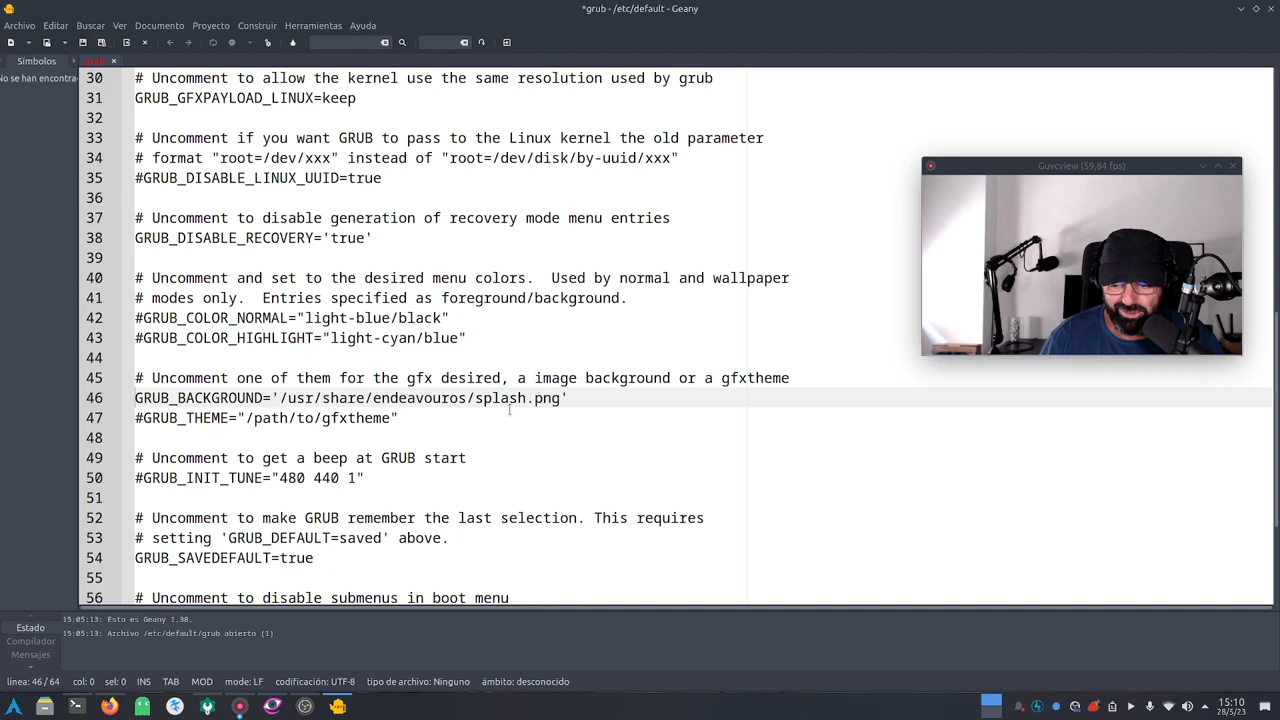 *grub - /etc/default - Geany
Archivo Editar Buscar Ver Documento Proyecto Construir Herramientas Ayuda
Símbolos
grub
No se han encontra
30 # Uncomment to allow the kernel use the same resolution used by grub
31 GRUB_GFXPAYLOAD_LINUX=keep
32
33 # Uncomment if you want GRUB to pass to the Linux kernel the old parameter
34 # format "root=/dev/xxx" instead of "root=/dev/disk/by-uuid/xxx"
35 #GRUB_DISABLE_LINUX_UUID=true
36
37 # Uncomment to disable generation of recovery mode menu entries
38 GRUB_DISABLE_RECOVERY='true'
39
40 # Uncomment and set to the desired menu colors.  Used by normal and wallpaper
41 # modes only.  Entries specified as foreground/background.
42 #GRUB_COLOR_NORMAL="light-blue/black"
43 #GRUB_COLOR_HIGHLIGHT="light-cyan/blue"
44
45 # Uncomment one of them for the gfx desired, a image background or a gfxtheme
46 GRUB_BACKGROUND='/usr/share/endeavouros/splash.png'
47 #GRUB_THEME="/path/to/gfxtheme"
48
49 # Uncomment to get a beep at GRUB start
50 #GRUB_INIT_TUNE="480 440 1"
51
52 # Uncomment to make GRUB remember the last selection. This requires
53 # setting 'GRUB_DEFAULT=saved' above.
54 GRUB_SAVEDEFAULT=true
55
56 # Uncomment to disable submenus in boot menu
Guvcview (59,84 fps)
Estado
Compilador
Mensajes
15:05:13: Esto es Geany 1.38.
15:05:13: Archivo /etc/default/grub abierto (1)
línea: 46 / 64 col: 0 sel: 0 INS TAB MOD mode: LF codificación: UTF-8 tipo de archivo: Ninguno ámbito: desconocido
15:10
28/5/23